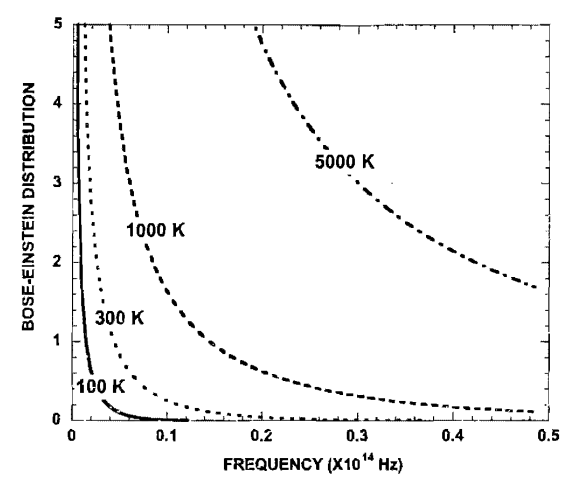 BOSE-EINSTEIN DISTRIBUTION
5
4
3
2
1
0
5000 K
1000 K
300 K
100 K
0 0.1 0.2 0.3 0.4 0.5
FREQUENCY (X10¹⁴ Hz)